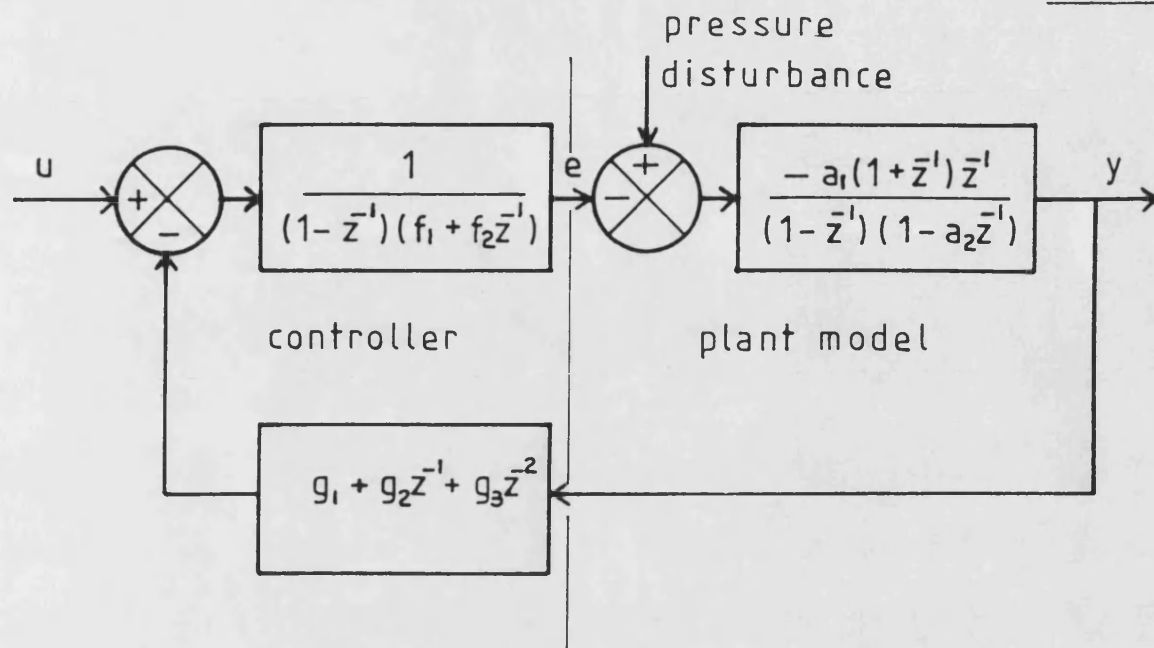 pressure
disturbance
u
+
-
1
(1- z⁻¹)(f₁ + f₂z⁻¹)
e
+
-
- a₁(1+z⁻¹)z⁻¹
(1-z⁻¹)(1-a₂z⁻¹)
y
controller
plant model
g₁ + g₂z⁻¹+ g₃z⁻²